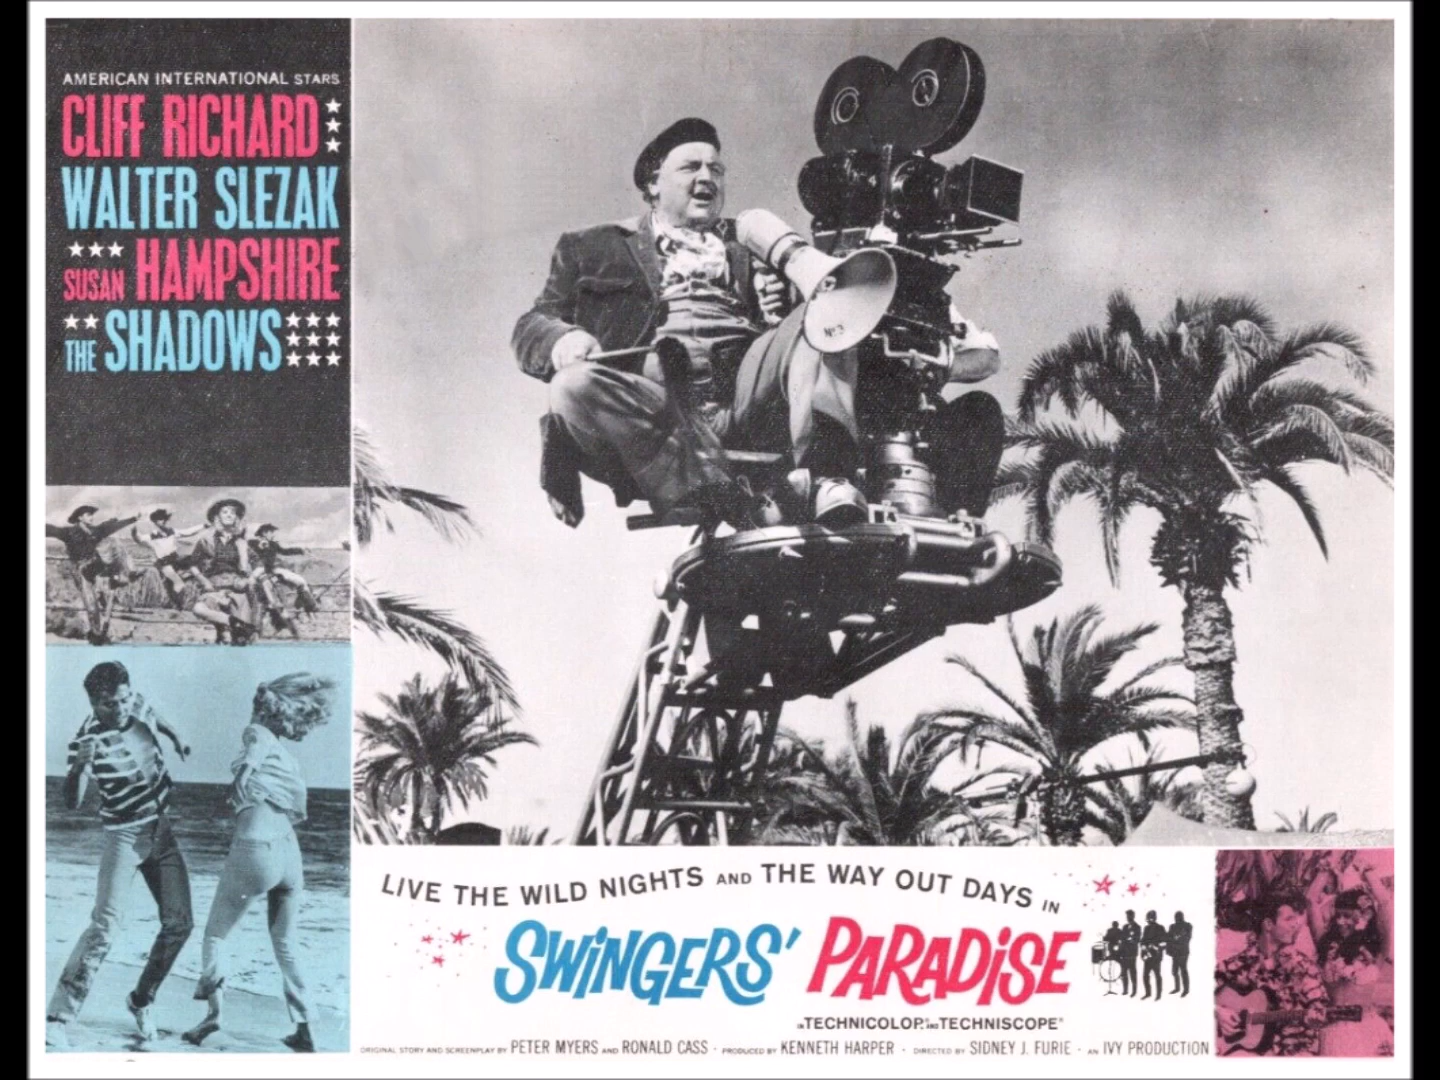 AMERICAN INTERNATIONAL STARS
CLIFF RICHARD
WALTER SLEZAK
SUSAN HAMPSHIRE
THE SHADOWS
Nº3
LIVE THE WILD NIGHTS AND THE WAY OUT DAYS IN
SWINGERS' PARADISE
IN TECHNICOLOR® AND TECHNISCOPE®
ORIGINAL STORY AND SCREENPLAY BY PETER MYERS AND RONALD CASS · PRODUCED BY KENNETH HARPER · DIRECTED BY SIDNEY J. FURIE · AN IVY PRODUCTION